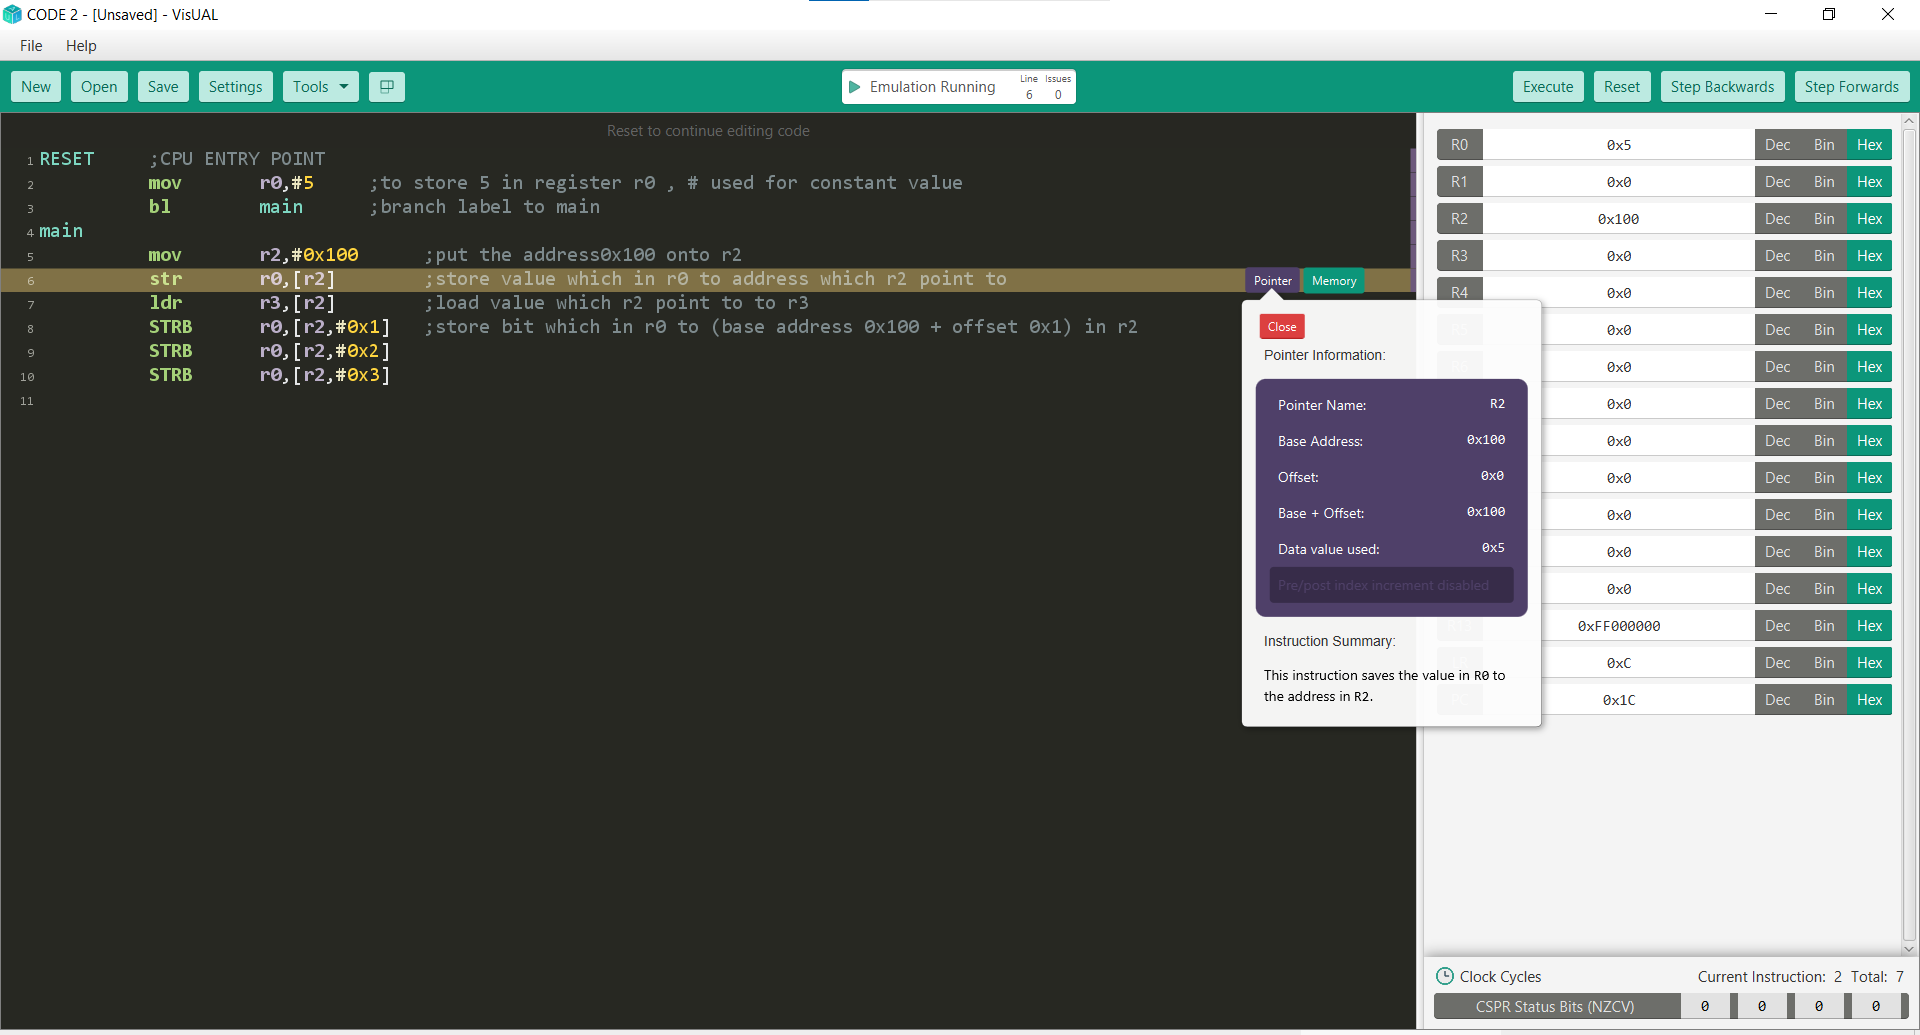 CODE 2 - [Unsaved] - VisUAL
File Help
New Open Save Settings Tools Emulation Running Line 6 Issues 0 Execute Reset Step Backwards Step Forwards
Reset to continue editing code
1 RESET ;CPU ENTRY POINT
2 mov r0,#5 ;to store 5 in register r0 , # used for constant value
3 bl main ;branch label to main
4 main
5 mov r2,#0x100 ;put the address0x100 onto r2
6 str r0,[r2] ;store value which in r0 to address which r2 point to
7 ldr r3,[r2] ;load value which r2 point to to r3
8 STRB r0,[r2,#0x1] ;store bit which in r0 to (base address 0x100 + offset 0x1) in r2
9 STRB r0,[r2,#0x2]
10 STRB r0,[r2,#0x3]
11
Pointer Memory
Close
Pointer Information:
Pointer Name: R2
Base Address: 0x100
Offset: 0x0
Base + Offset: 0x100
Data value used: 0x5
Pre/post index increment disabled
Instruction Summary:
This instruction saves the value in R0 to
the address in R2.
R0 0x5 Dec Bin Hex
R1 0x0 Dec Bin Hex
R2 0x100 Dec Bin Hex
R3 0x0 Dec Bin Hex
R4 0x0 Dec Bin Hex
0x0 Dec Bin Hex
0x0 Dec Bin Hex
0x0 Dec Bin Hex
0x0 Dec Bin Hex
0x0 Dec Bin Hex
0x0 Dec Bin Hex
0x0 Dec Bin Hex
0x0 Dec Bin Hex
0xFF000000 Dec Bin Hex
0xC Dec Bin Hex
0x1C Dec Bin Hex
Clock Cycles Current Instruction: 2 Total: 7
CSPR Status Bits (NZCV) 0 0 0 0